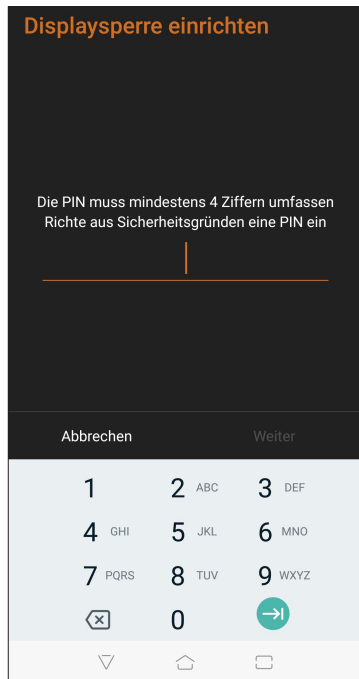 Displaysperre einrichten
Die PIN muss mindestens 4 Ziffern umfassen
Richte aus Sicherheitsgründen eine PIN ein
Abbrechen Weiter
1 2 ABC 3 DEF
4 GHI 5 JKL 6 MNO
7 PQRS 8 TUV 9 WXYZ
0